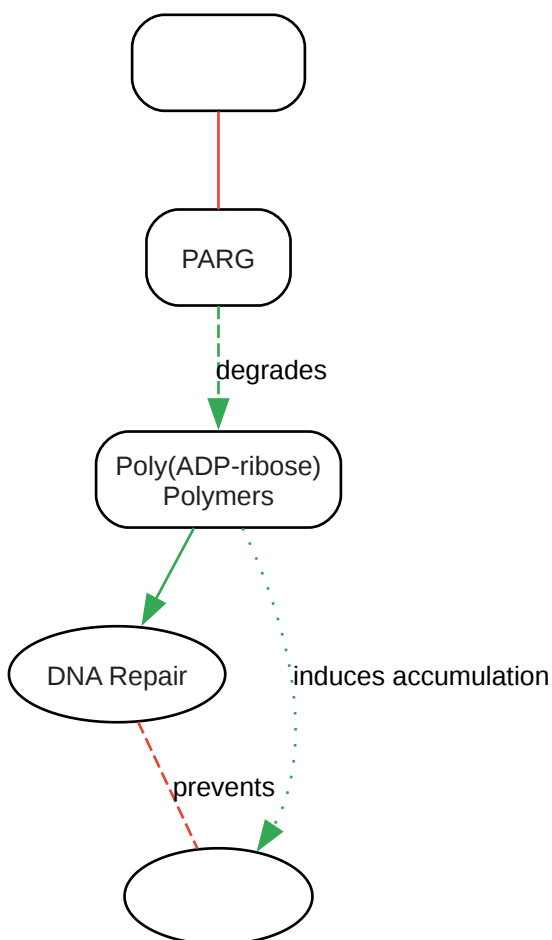 PARG
degrades
Poly(ADP-ribose)
Polymers
DNA Repair
induces accumulation
prevents